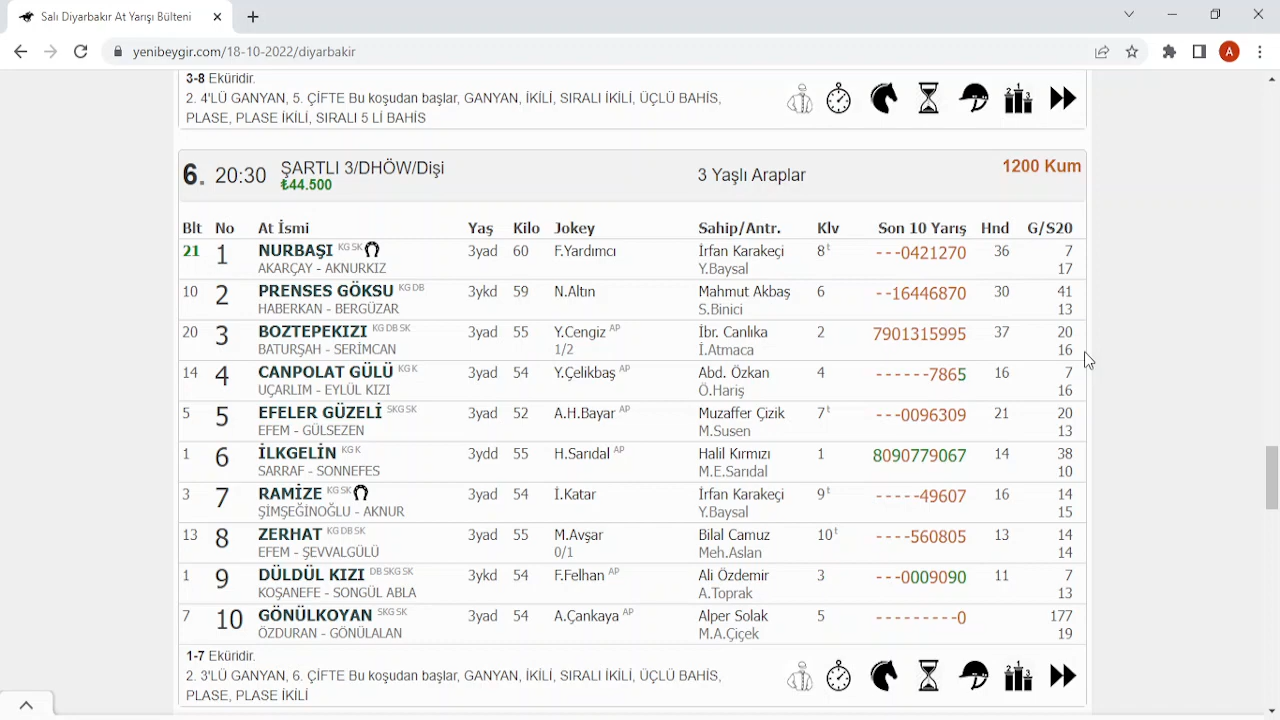 Salı Diyarbakır At Yarışı Bülteni
yenibeygir.com/18-10-2022/diyarbakir
A
3-8 Eküridir.
2. 4'LÜ GANYAN, 5. ÇİFTE Bu koşudan başlar, GANYAN, İKİLİ, SIRALI İKİLİ, ÜÇLÜ BAHİS,
PLASE, PLASE İKİLİ, SIRALI 5 Lİ BAHİS
6. 20:30 ŞARTLI 3/DHÖW/Dişi 3 Yaşlı Araplar 1200 Kum
₺44.500
Blt No At İsmi Yaş Kilo Jokey Sahip/Antr. Klv Son 10 Yarış Hnd G/S20
21 1 NURBAŞI KG SK 3yad 60 F.Yardımcı İrfan Karakeçi 8t ---0421270 36 7
AKARÇAY - AKNURKIZ Y.Baysal 17
10 2 PRENSES GÖKSU KG DB 3ykd 59 N.Altın Mahmut Akbaş 6 --16446870 30 41
HABERKAN - BERGÜZAR S.Binici 13
20 3 BOZTEPEKIZI KG DB SK 3yad 55 Y.Cengiz AP İbr. Canlıka 2 7901315995 37 20
BATURŞAH - SERİMCAN 1/2 İ.Atmaca 16
14 4 CANPOLAT GÜLÜ KG K 3yad 54 Y.Çelikbaş AP Abd. Özkan 4 ------7865 16 7
UÇARLIM - EYLÜL KIZI Ö.Hariş 16
5 5 EFELER GÜZELİ SKG SK 3yad 52 A.H.Bayar AP Muzaffer Çizik 7t ---0096309 21 20
EFEM - GÜLSEZEN M.Susen 13
1 6 İLKGELİN KG K 3ydd 55 H.Sarıdal AP Halil Kırmızı 1 8090779067 14 38
SARRAF - SONNEFES M.E.Sarıdal 10
3 7 RAMİZE KG SK 3yad 54 İ.Katar İrfan Karakeçi 9t -----49607 16 14
ŞİMŞEĞİNOĞLU - AKNUR Y.Baysal 15
13 8 ZERHAT KG DB SK 3yad 55 M.Avşar Bilal Camuz 10t ----560805 13 14
EFEM - ŞEVVALGÜLÜ 0/1 Meh.Aslan 14
1 9 DÜLDÜL KIZI DB SKG SK 3ykd 54 F.Felhan AP Ali Özdemir 3 ---0009090 11 7
KOŞANEFE - SONGÜL ABLA A.Toprak 13
7 10 GÖNÜLKOYAN SKG SK 3yad 54 A.Çankaya AP Alper Solak 5 ---------0 177
ÖZDURAN - GÖNÜLALAN M.A.Çiçek 19
1-7 Eküridir.
2. 3'LÜ GANYAN, 6. ÇİFTE Bu koşudan başlar, GANYAN, İKİLİ, SIRALI İKİLİ, ÜÇLÜ BAHİS,
PLASE, PLASE İKİLİ